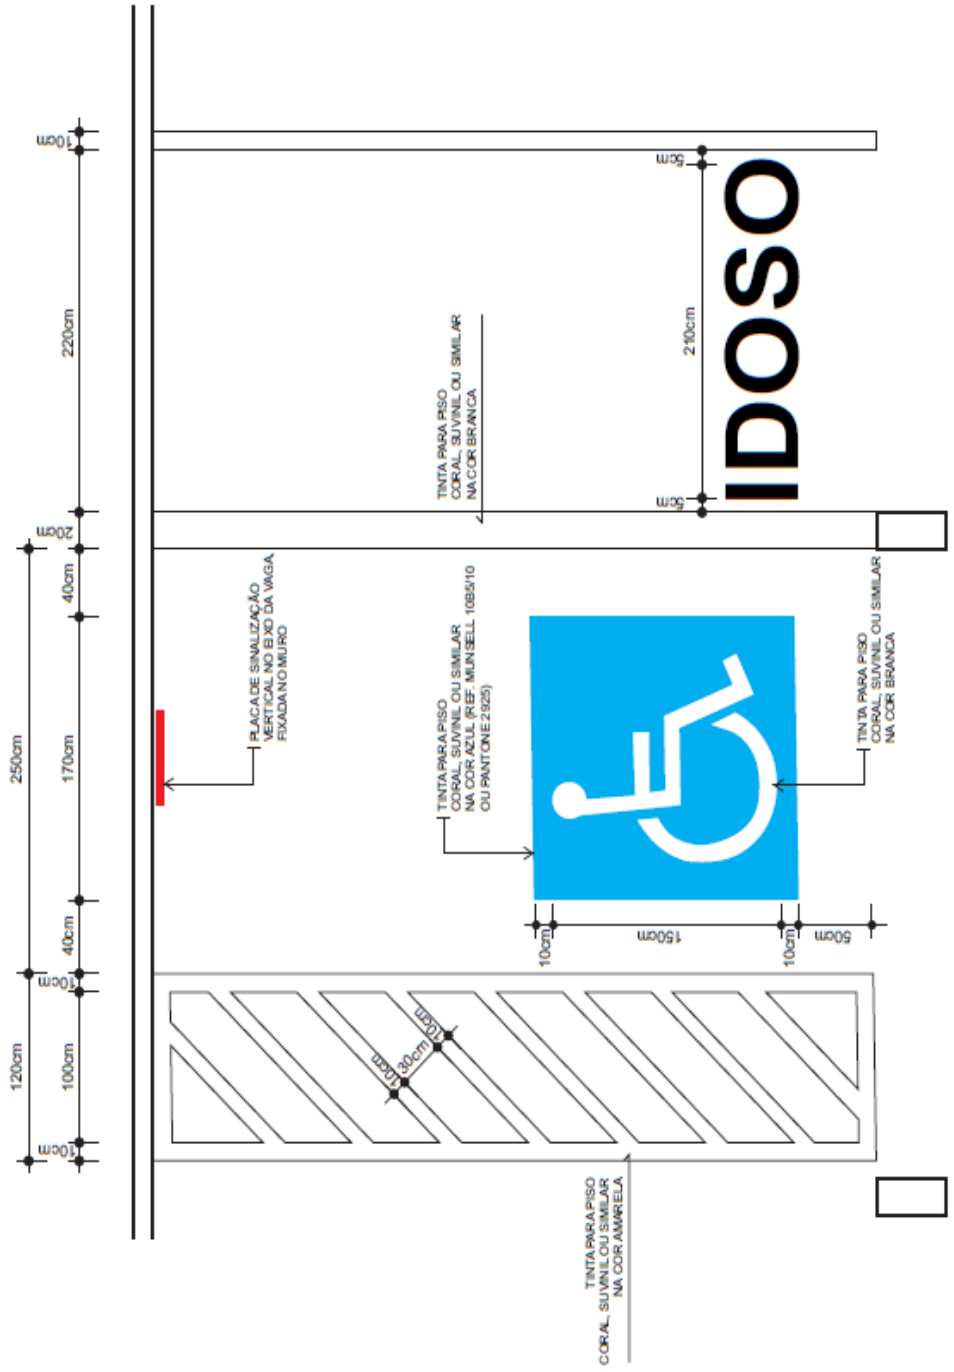 120cm
250cm
10cm
100cm
10cm
40cm
170cm
40cm
20cm
220cm
10cm
PLACA DE SINALIZAÇÃO
VERTICAL NO EIXO DA VAGA,
FIXADA NO MURO
TINTA PARA PISO
CORAL, SUVINIL OU SIMILAR
NA COR AZUL (REF. MUNSELL 10B5/10
OU PANTONE 2925)
TINTA PARA PISO
CORAL, SUVINIL OU SIMILAR
NA COR BRANCA
10cm
30cm
10cm
10cm
150cm
10cm
50cm
5cm
210cm
5cm
IDOSO
TINTA PARA PISO
CORAL, SUVINIL OU SIMILAR
NA COR AMARELA
TINTA PARA PISO
CORAL, SUVINIL OU SIMILAR
NA COR BRANCA